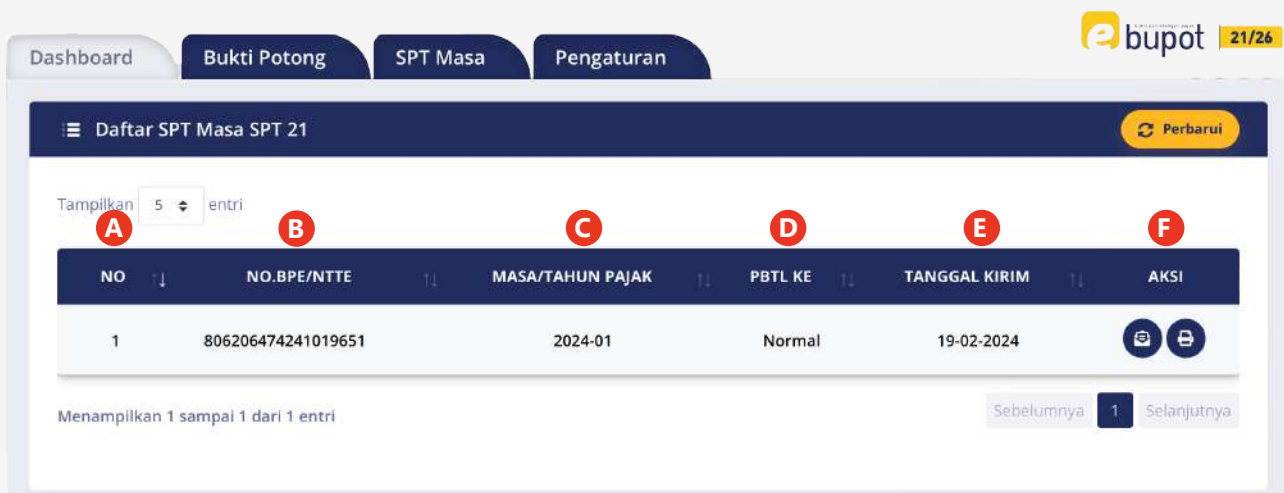 bupot 21/26
Dashboard Bukti Potong SPT Masa Pengaturan
Daftar SPT Masa SPT 21 Perbarui
Tampilkan 5 entri
A B C D E F
NO NO.BPE/NTTE MASA/TAHUN PAJAK PBTL KE TANGGAL KIRIM AKSI
1 806206474241019651 2024-01 Normal 19-02-2024
Menampilkan 1 sampai 1 dari 1 entri Sebelumnya 1 Selanjutnya